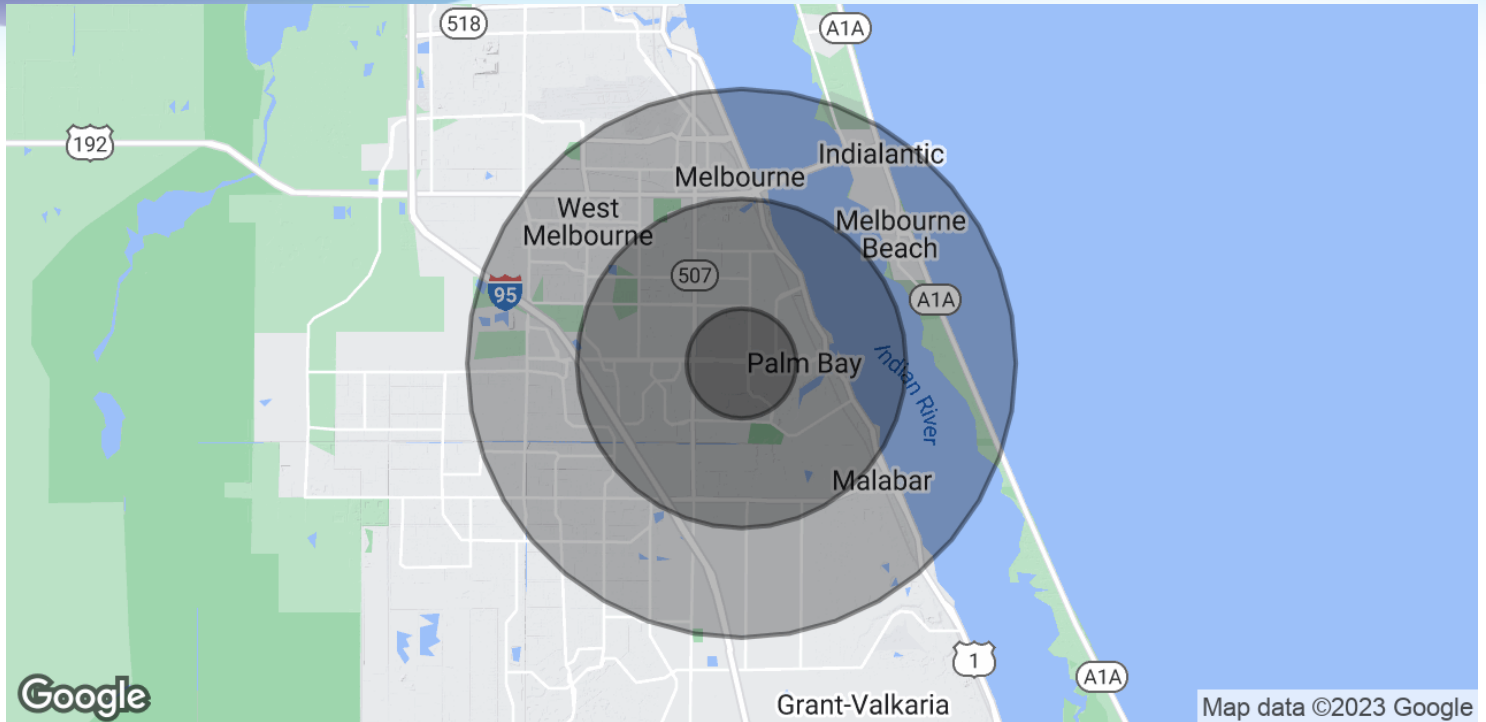 518
A1A
192
Indialantic
Melbourne
West
Melbourne
Melbourne
Beach
507
95
A1A
Palm Bay
Indian River
Malabar
1
A1A
Grant-Valkaria
Google
Map data ©2023 Google